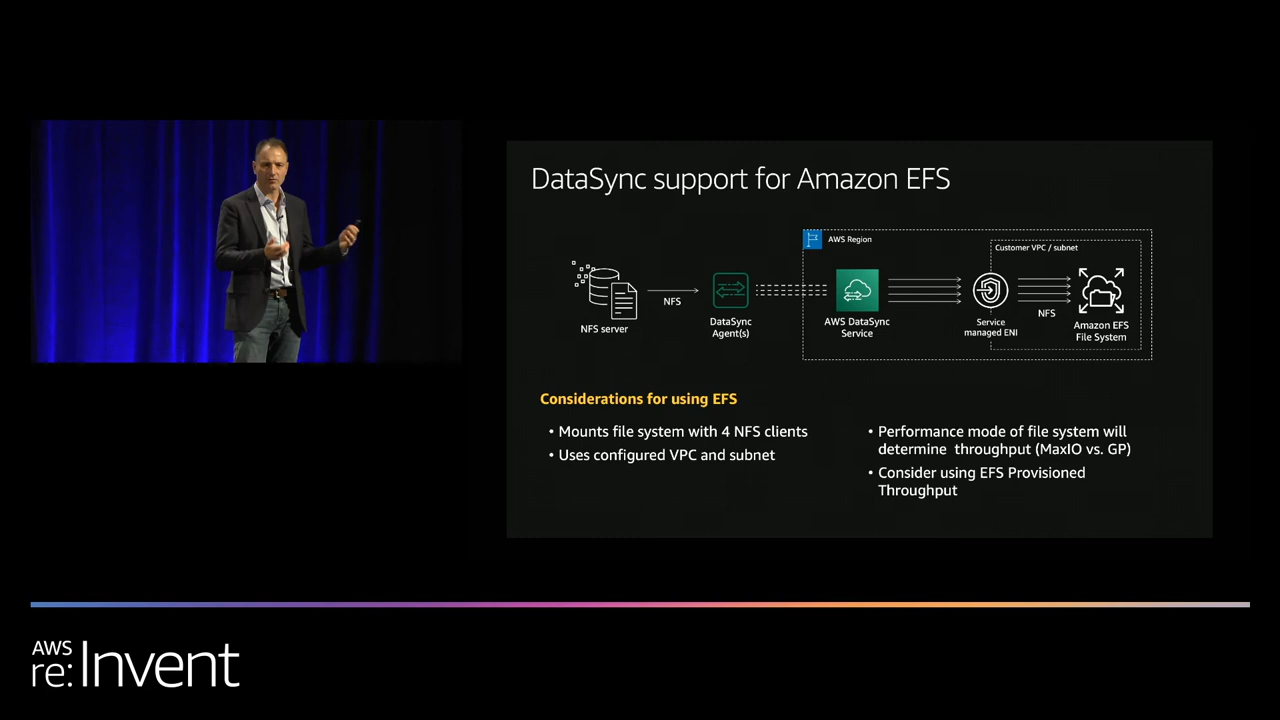 DataSync support for Amazon EFS
AWS Region
Customer VPC / subnet
NFS server
NFS
DataSync
Agent(s)
AWS DataSync
Service
Service
managed ENI
NFS
Amazon EFS
File System
Considerations for using EFS
• Mounts file system with 4 NFS clients
• Uses configured VPC and subnet
• Performance mode of file system will
determine throughput (MaxIO vs. GP)
• Consider using EFS Provisioned
Throughput
AWS
re:Invent